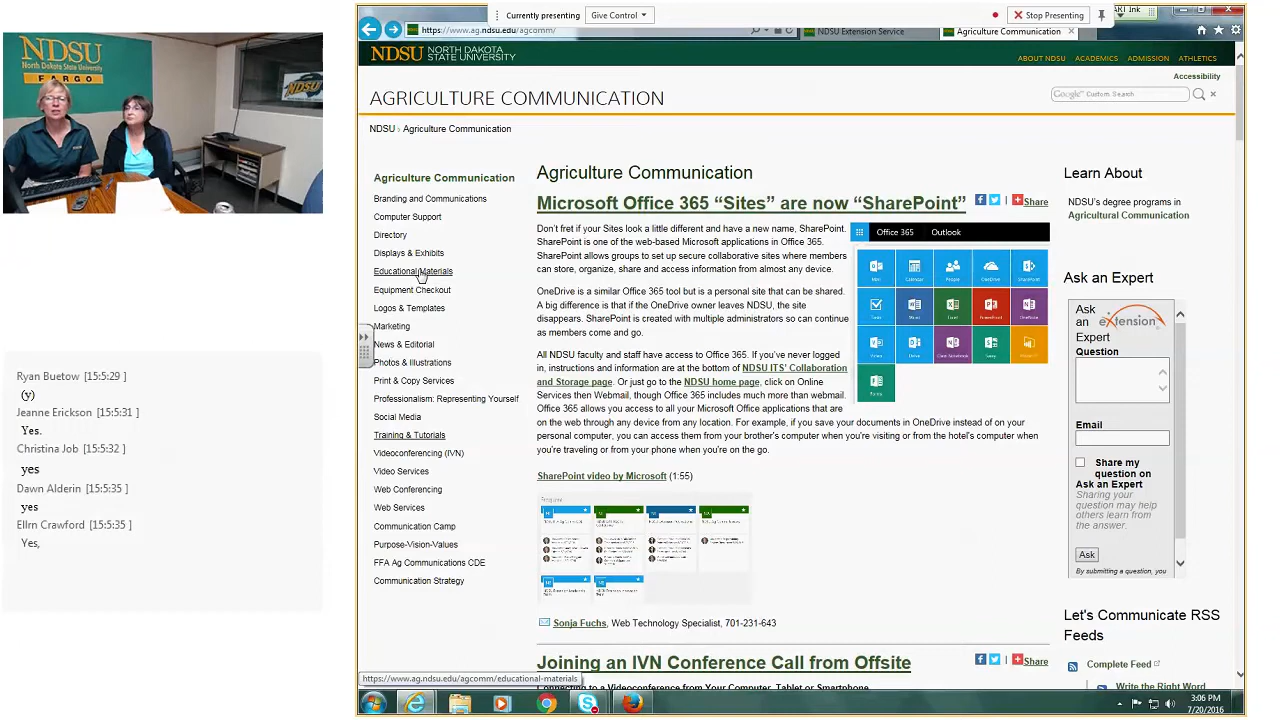 NDSU
North Dakota State University
FARGO
NDSU
Ryan Buetow [15:5:29 ]
(y)
Jeanne Erickson [15:5:31 ]
Yes.
Christina Job [15:5:32 ]
yes
Dawn Alderin [15:5:35 ]
yes
Ellrn Crawford [15:5:35 ]
Yes,
Currently presenting
Give Control
Stop Presenting
Ink
https://www.ag.ndsu.edu/agcomm/
NDSU Extension Service
Agriculture Communication
NDSU NORTH DAKOTA
STATE UNIVERSITY
ABOUT NDSU ACADEMICS ADMISSION ATHLETICS
Accessibility
AGRICULTURE COMMUNICATION
Google Custom Search
NDSU › Agriculture Communication
Agriculture Communication
Branding and Communications
Computer Support
Directory
Displays & Exhibits
Educational Materials
Equipment Checkout
Logos & Templates
Marketing
News & Editorial
Photos & Illustrations
Print & Copy Services
Professionalism: Representing Yourself
Social Media
Training & Tutorials
Videoconferencing (IVN)
Video Services
Web Conferencing
Web Services
Communication Camp
Purpose-Vision-Values
FFA Ag Communications CDE
Communication Strategy
Agriculture Communication
Microsoft Office 365 “Sites” are now “SharePoint”
Share
Don’t fret if your Sites look a little different and have a new name, SharePoint.
SharePoint is one of the web-based Microsoft applications in Office 365.
SharePoint allows groups to set up secure collaborative sites where members
can store, organize, share and access information from almost any device.
OneDrive is a similar Office 365 tool but is a personal site that can be shared.
A big difference is that if the OneDrive owner leaves NDSU, the site
disappears. SharePoint is created with multiple administrators so can continue
as members come and go.
All NDSU faculty and staff have access to Office 365. If you’ve never logged
in, instructions and information are at the bottom of NDSU ITS’ Collaboration
and Storage page. Or just go to the NDSU home page, click on Online
Services then Webmail, though Office 365 includes much more than webmail.
Office 365 allows you access to all your Microsoft Office applications that are
on the web through any device from any location. For example, if you save your documents in OneDrive instead of on your
personal computer, you can access them from your brother’s computer when you’re visiting or from the hotel’s computer when
you’re traveling or from your phone when you’re on the go.
Office 365 Outlook
SharePoint video by Microsoft (1:55)
Sonja Fuchs, Web Technology Specialist, 701-231-643
Joining an IVN Conference Call from Offsite
Share
Connecting to a Videoconference from Your Computer, Tablet or Smartphone
Learn About
NDSU’s degree programs in
Agricultural Communication
Ask an Expert
Ask
an
Expert
eXtension
Question
Email
Share my
question on
Ask an Expert
Sharing your
question may help
others learn from
the answer.
Ask
By submitting a question, you
Let's Communicate RSS
Feeds
Complete Feed
Write the Right Word
https://www.ag.ndsu.edu/agcomm/educational-materials
3:06 PM
7/20/2016